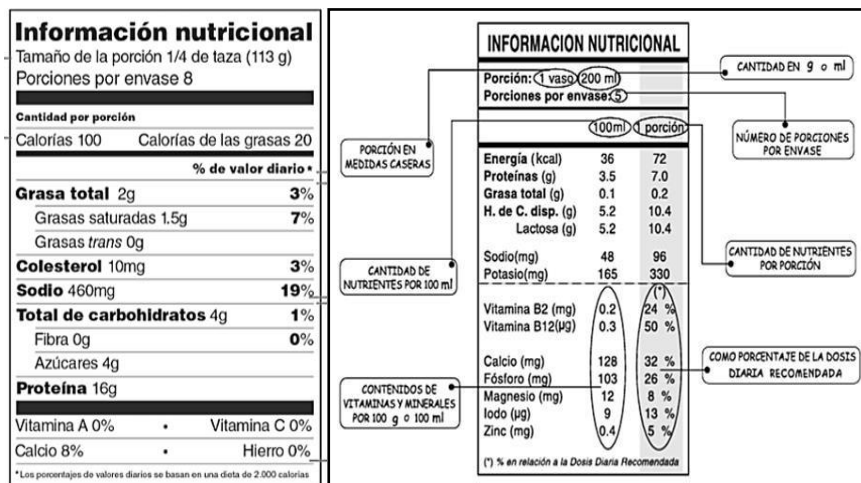 Información nutricional
Tamaño de la porción 1/4 de taza (113 g)
Porciones por envase 8
Cantidad por porción
Calorías 100 Calorías de las grasas 20
% de valor diario*
Grasa total 2g 3%
Grasas saturadas 1.5g 7%
Grasas trans 0g
Colesterol 10mg 3%
Sodio 460mg 19%
Total de carbohidratos 4g 1%
Fibra 0g 0%
Azúcares 4g
Proteína 16g
Vitamina A 0% • Vitamina C 0%
Calcio 8% • Hierro 0%
*Los porcentajes de valores diarios se basan en una dieta de 2.000 calorías
INFORMACION NUTRICIONAL
Porción: 1 vaso 200 ml
Porciones por envase: 5
100ml 1 porción
Energía (kcal) 36 72
Proteínas (g) 3.5 7.0
Grasa total (g) 0.1 0.2
H. de C. disp. (g) 5.2 10.4
Lactosa (g) 5.2 10.4
Sodio(mg) 48 96
Potasio(mg) 165 330
(*)
Vitamina B2 (mg) 0.2 24 %
Vitamina B12(µg) 0.3 50 %
Calcio (mg) 128 32 %
Fósforo (mg) 103 26 %
Magnesio (mg) 12 8 %
Iodo (µg) 9 13 %
Zinc (mg) 0.4 5 %
(*) % en relación a la Dosis Diaria Recomendada
PORCIÓN EN
MEDIDAS CASERAS
CANTIDAD DE
NUTRIENTES POR 100 ml
CONTENIDOS DE
VITAMINAS Y MINERALES
POR 100 g o 100 ml
CANTIDAD EN g o ml
NÚMERO DE PORCIONES
POR ENVASE
CANTIDAD DE NUTRIENTES
POR PORCIÓN
COMO PORCENTAJE DE LA DOSIS
DIARIA RECOMENDADA